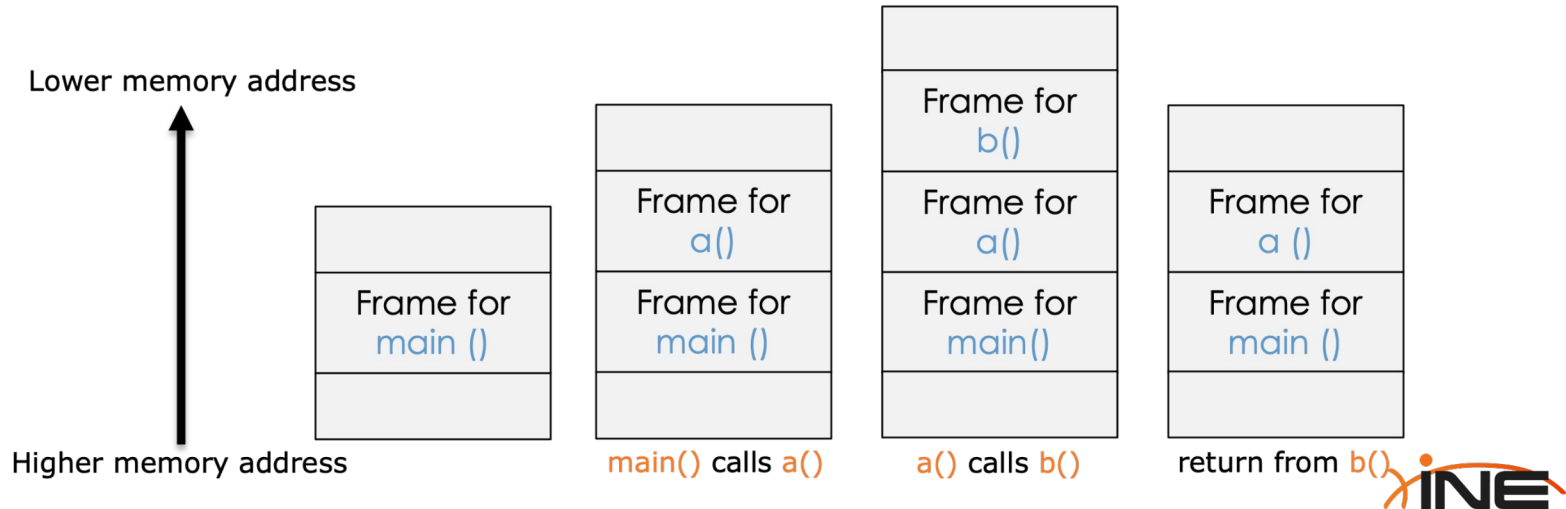 Lower memory address
Higher memory address
Frame for
main ()
Frame for
a()
Frame for
main ()
main() calls a()
Frame for
b()
Frame for
a()
Frame for
main()
a() calls b()
Frame for
a ()
Frame for
main ()
return from b()
INE